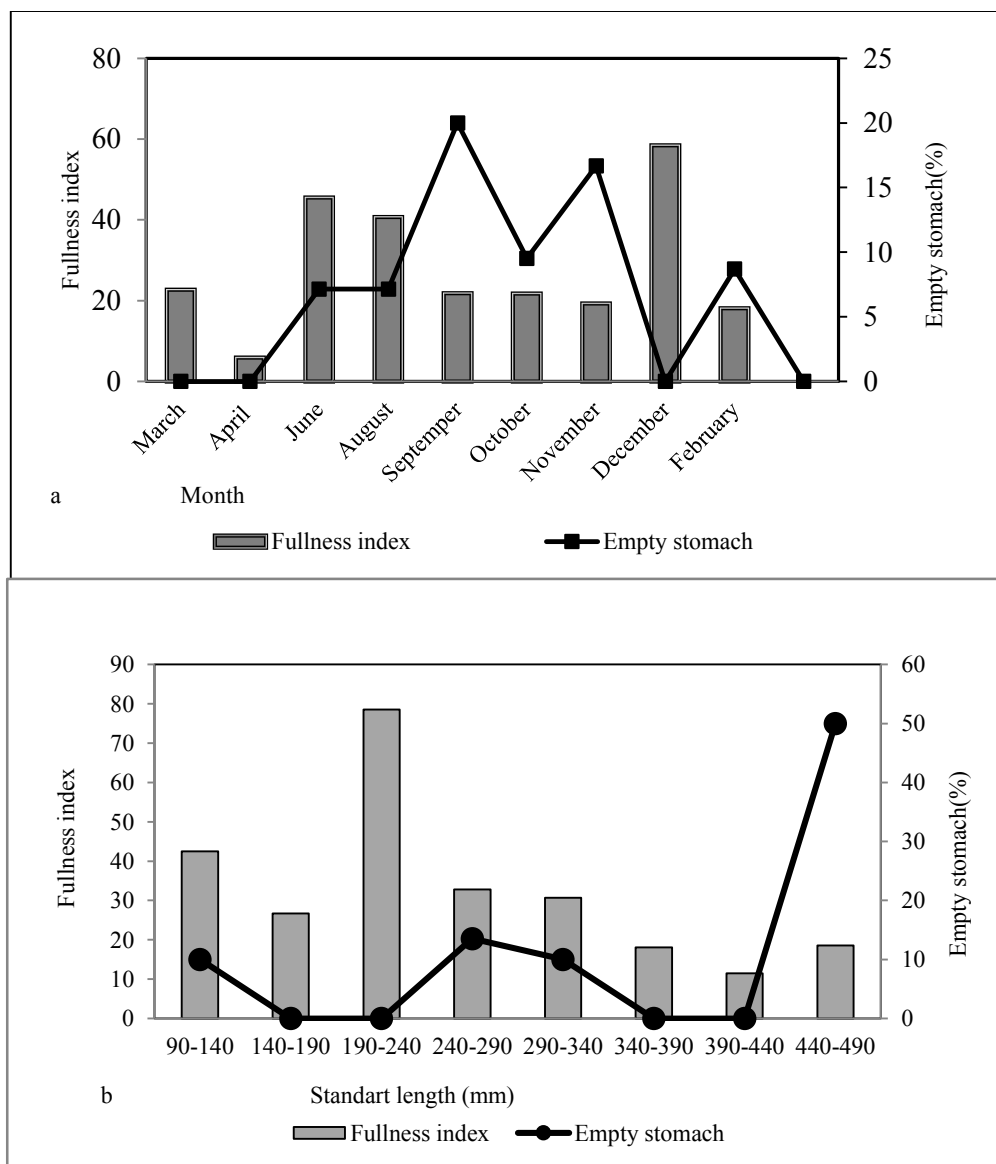 80
60
40
20
0
Fullness index
25
20
15
10
5
0
Empty stomach(%)
March
April
June
August
Septemper
October
November
December
February
a Month
Fullness index Empty stomach
90
80
70
60
50
40
30
20
10
0
Fullness index
60
50
40
30
20
10
0
Empty stomach(%)
90-140 140-190 190-240 240-290 290-340 340-390 390-440 440-490
b Standart length (mm)
Fullness index Empty stomach